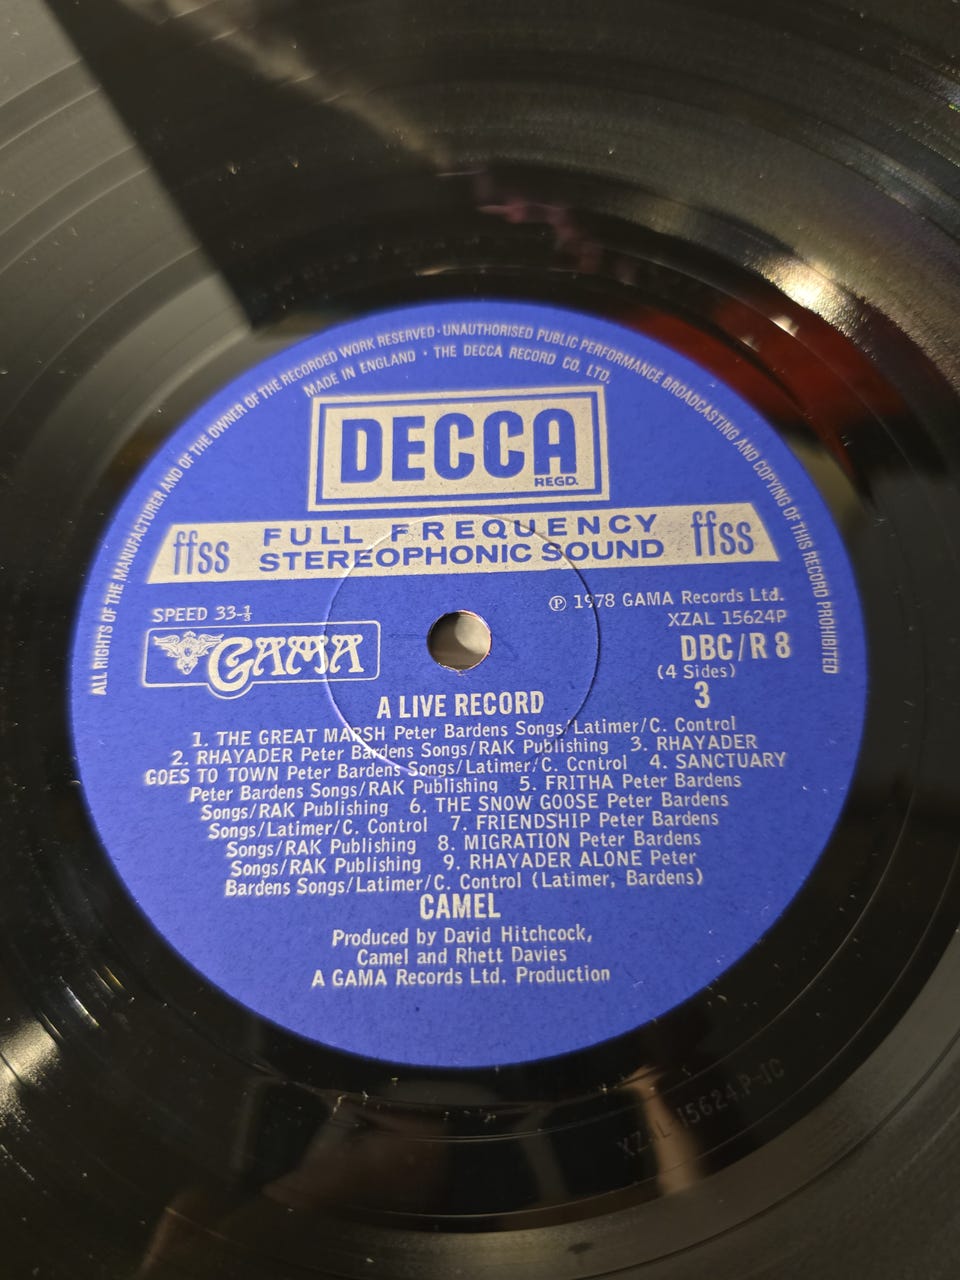 ALL RIGHTS OF THE MANUFACTURER AND OF THE OWNER OF THE RECORDED WORK RESERVED · UNAUTHORISED PUBLIC PERFORMANCE BROADCASTING AND COPYING OF THIS RECORD PROHIBITED
MADE IN ENGLAND · THE DECCA RECORD CO. LTD.
DECCA
REGD.
ffss FULL FREQUENCY STEREOPHONIC SOUND ffss
SPEED 33-⅓
GAMA
Ⓟ 1978 GAMA Records Ltd.
XZAL 15624P
DBC/R 8
(4 Sides)
3
A LIVE RECORD
1. THE GREAT MARSH Peter Bardens Songs/Latimer/C. Control
2. RHAYADER Peter Bardens Songs/RAK Publishing 3. RHAYADER
GOES TO TOWN Peter Bardens Songs/Latimer/C. Control 4. SANCTUARY
Peter Bardens Songs/RAK Publishing 5. FRITHA Peter Bardens
Songs/RAK Publishing 6. THE SNOW GOOSE Peter Bardens
Songs/Latimer/C. Control 7. FRIENDSHIP Peter Bardens
Songs/RAK Publishing 8. MIGRATION Peter Bardens
Songs/RAK Publishing 9. RHAYADER ALONE Peter
Bardens Songs/Latimer/C. Control (Latimer, Bardens)
CAMEL
Produced by David Hitchcock,
Camel and Rhett Davies
A GAMA Records Ltd. Production
XZAL-15624.P-1C